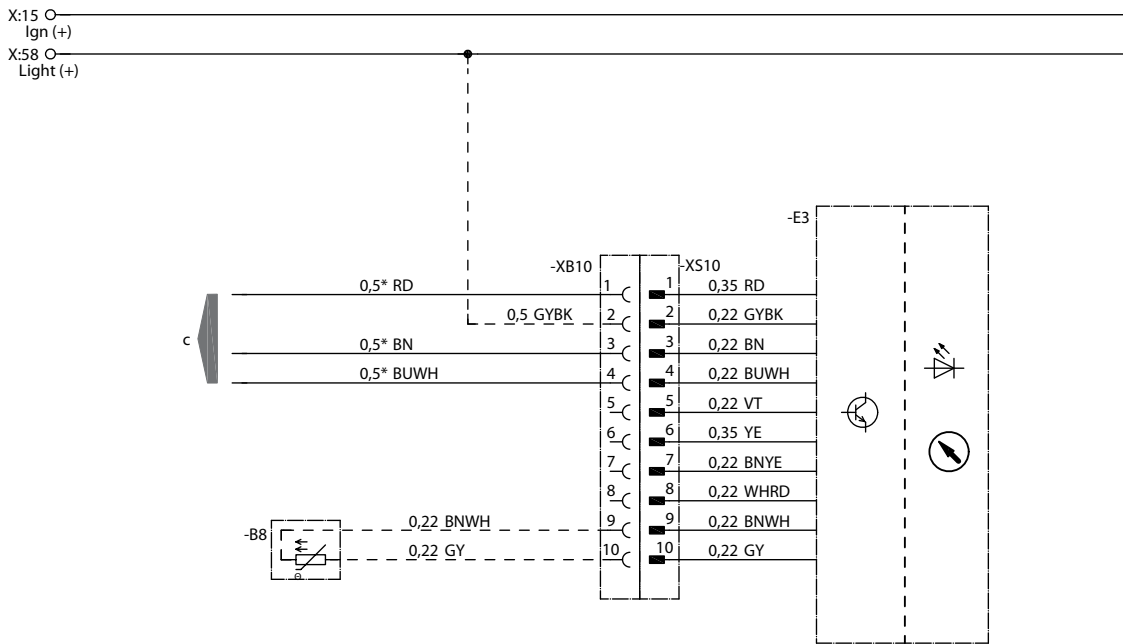 X:15
Ign (+)
X:58
Light (+)
-E3
-XB10
-XS10
0,5* RD 1 1 0,35 RD
0,5 GYBK 2 2 0,22 GYBK
c
0,5* BN 3 3 0,22 BN
0,5* BUWH 4 4 0,22 BUWH
5 5 0,22 VT
6 6 0,35 YE
7 7 0,22 BNYE
8 8 0,22 WHRD
-B8
0,22 BNWH 9 9 0,22 BNWH
0,22 GY 10 10 0,22 GY
Θ